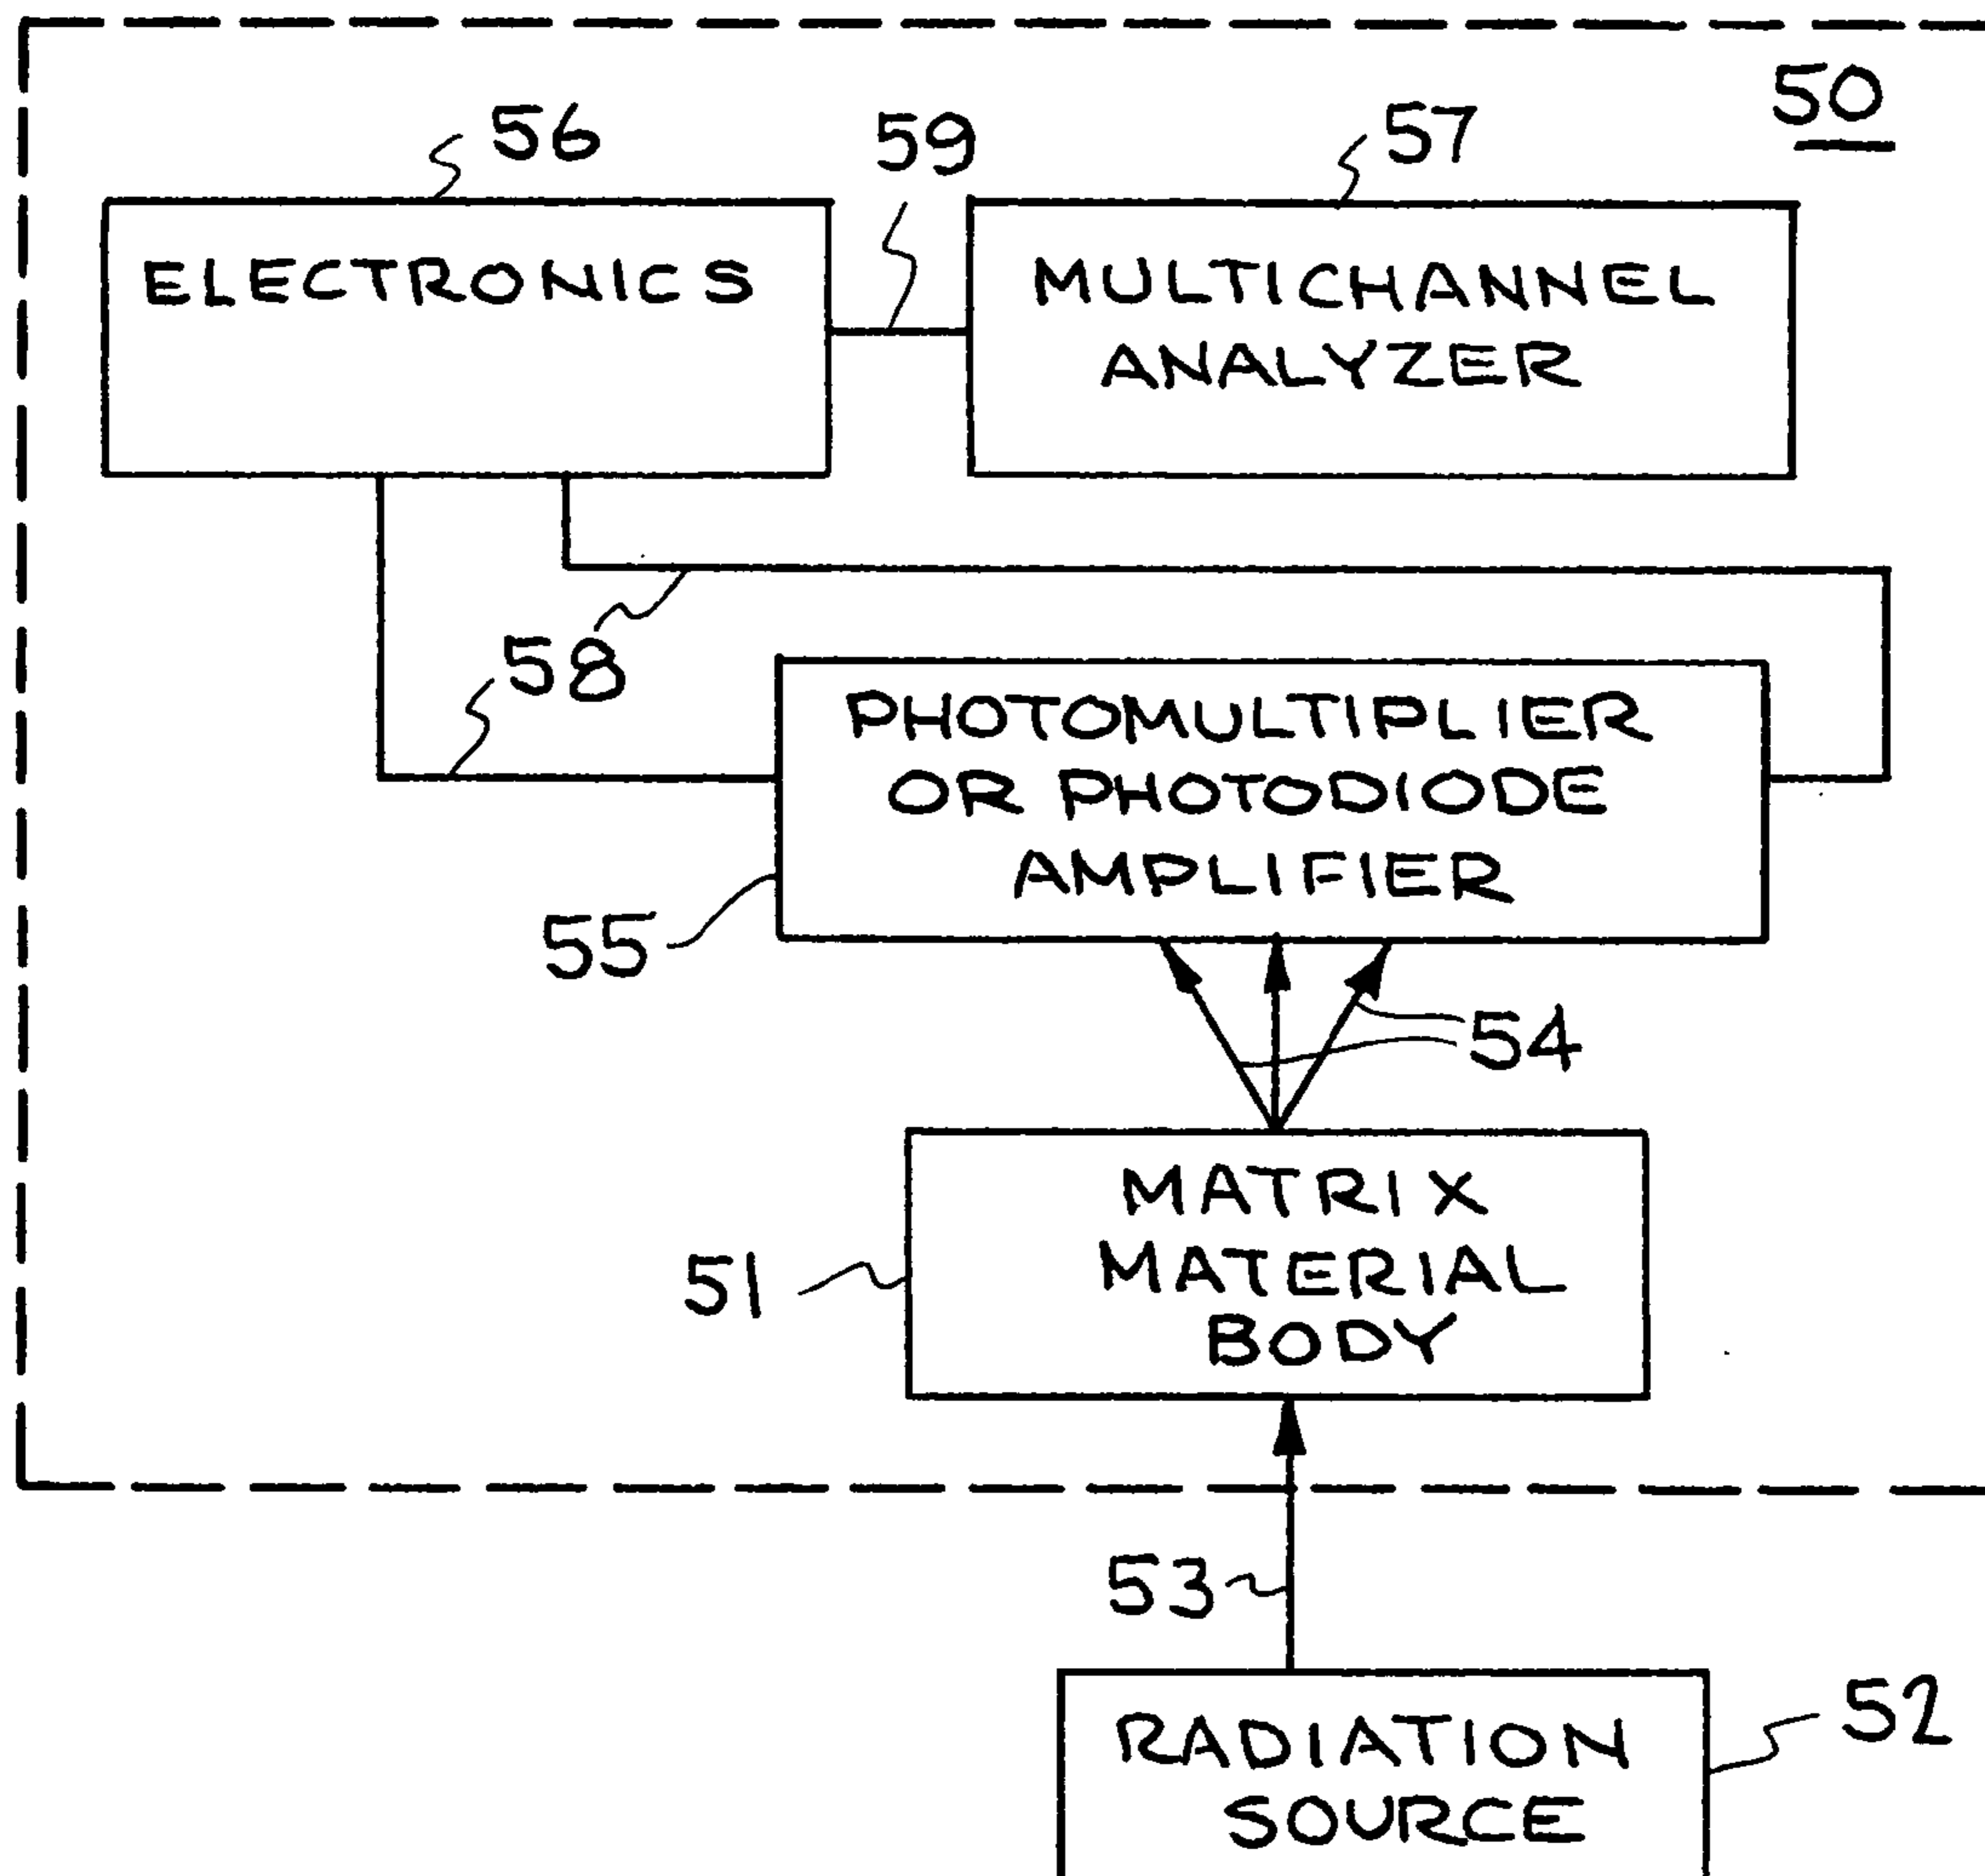 50
56
59
57
ELECTRONICS
MULTICHANNEL
ANALYZER
58
PHOTOMULTIPLIER
OR PHOTODIODE
AMPLIFIER
55
54
MATRIX
MATERIAL
BODY
51
53
52
RADIATION
SOURCE